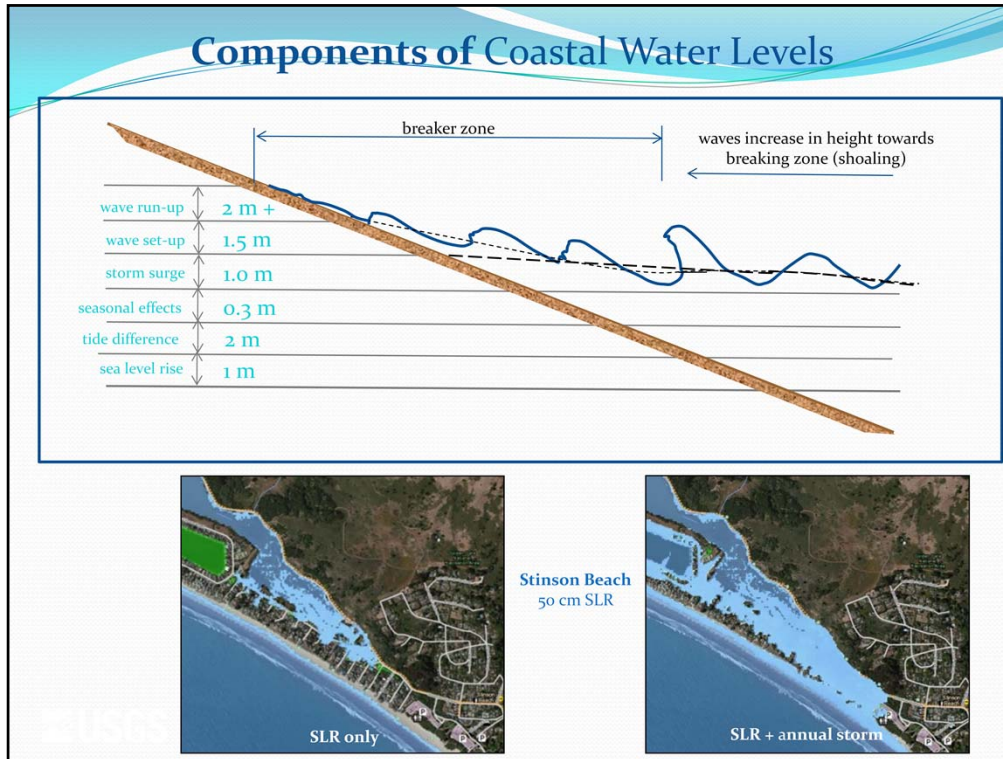 Components of Coastal Water Levels
breaker zone
waves increase in height towards
breaking zone (shoaling)
wave run-up 2 m +
wave set-up 1.5 m
storm surge 1.0 m
seasonal effects 0.3 m
tide difference 2 m
sea level rise 1 m
Stinson Beach
50 cm SLR
USGS
SLR only
SLR + annual storm
P
P
P
P
P
P